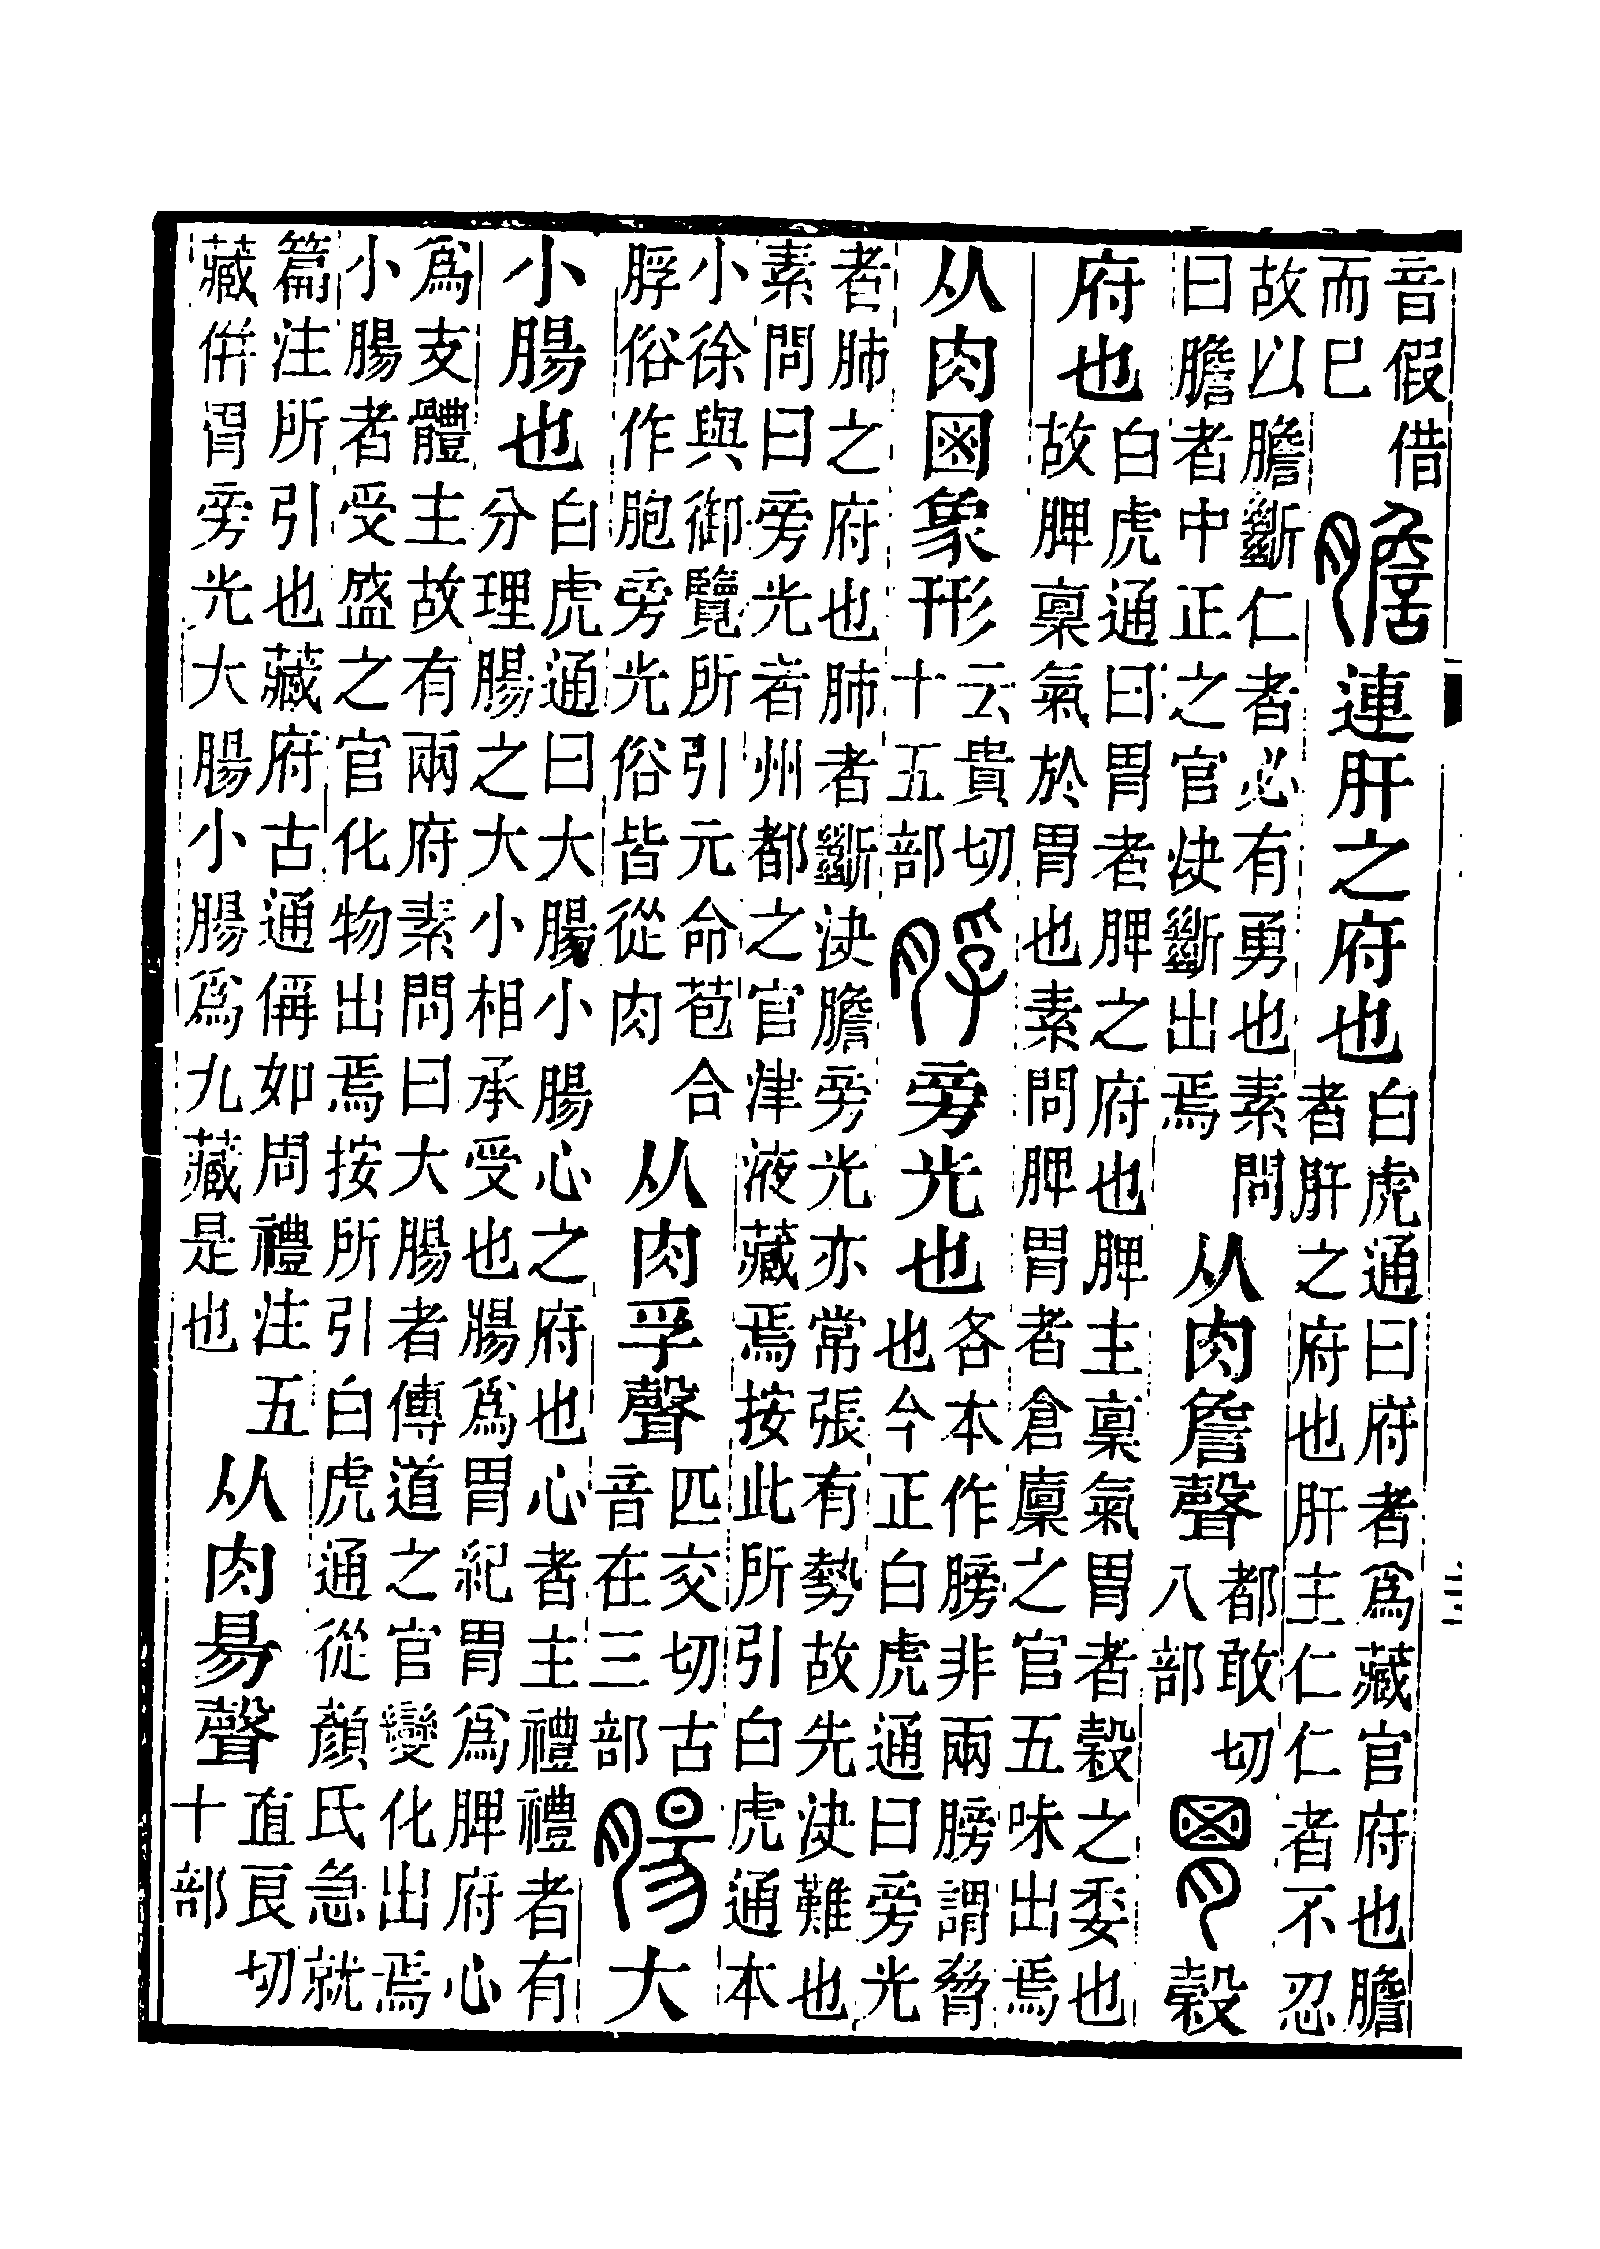 音假借
而巳
膽連肝之府也
白虎通曰府者爲藏官府也膽
者肝之府也肝主仁仁者不忍
故以膽斷仁者必有勇也素問
曰膽者中正之官決斷出焉
从肉詹聲
都敢切
八部
胃穀
府也
白虎通曰胃者脾之府也脾主稟氣胃者穀之委也
故脾稟氣於胃也素問脾胃者倉廩之官五味出焉
从肉𡇒象形
云貴切
十五部
脬旁光也
各本作膀非兩膀謂脅
也今正白虎通曰旁光
者肺之府也肺者斷決膽旁光亦常張有勢故先決難也
素問曰旁光者州都之官津液藏焉按此所引白虎通本
小徐與御覽所引元命苞合
脬俗作胞旁光俗皆從肉
从肉孚聲
匹交切古
音在三部
腸大
小腸也
白虎通曰大腸小腸心之府也心者主禮禮者有
分理腸之大小相承受也腸爲胃紀胃爲脾府心
爲支體主故有兩府素問曰大腸者傳道之官變化出焉
小腸者受盛之官化物出焉按所引白虎通從顏氏急就
篇注所引也藏府古通偁如周禮注五
藏倂胃旁光大腸小腸爲九藏是也
从肉昜聲
直良切
十部